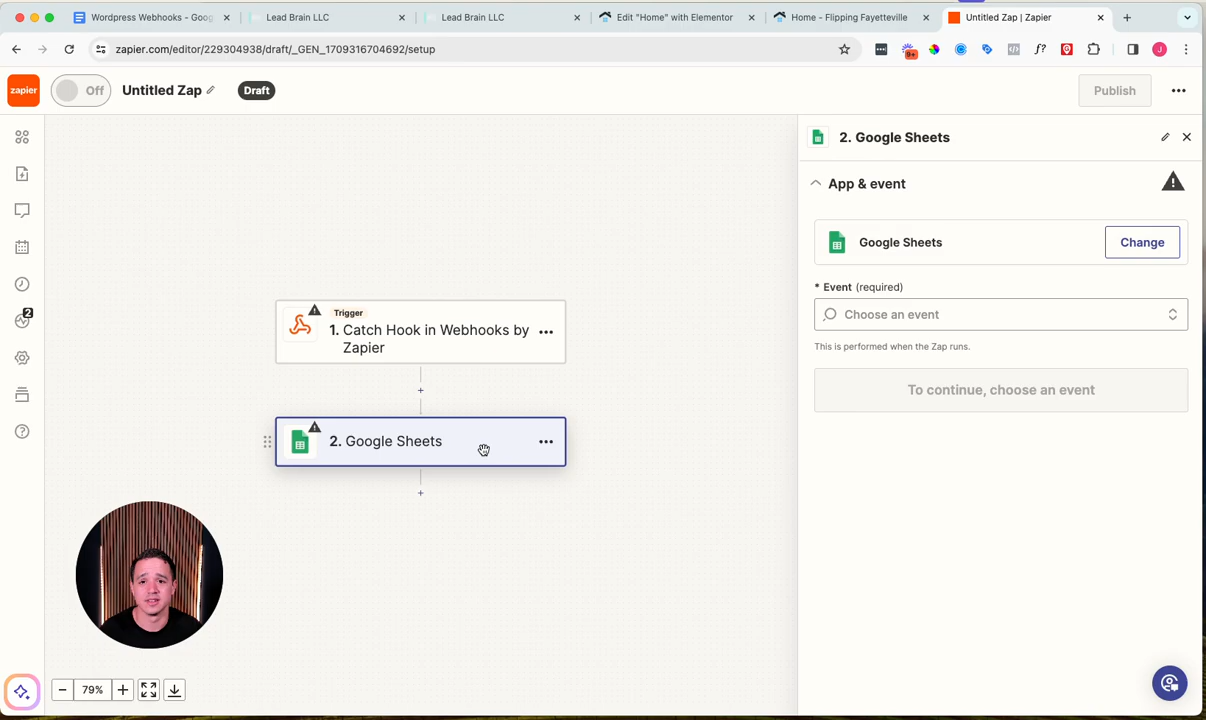 Wordpress Webhooks - Goog
Lead Brain LLC
Lead Brain LLC
Edit "Home" with Elementor
Home - Flipping Fayetteville
Untitled Zap | Zapier
zapier.com/editor/229304938/draft/_GEN_1709316704692/setup
9+
f?
J
zapier
Off
Untitled Zap
Draft
Publish
2. Google Sheets
App & event
Google Sheets
Change
* Event (required)
Choose an event
This is performed when the Zap runs.
To continue, choose an event
Trigger
1. Catch Hook in Webhooks by
Zapier
2. Google Sheets
2
79%